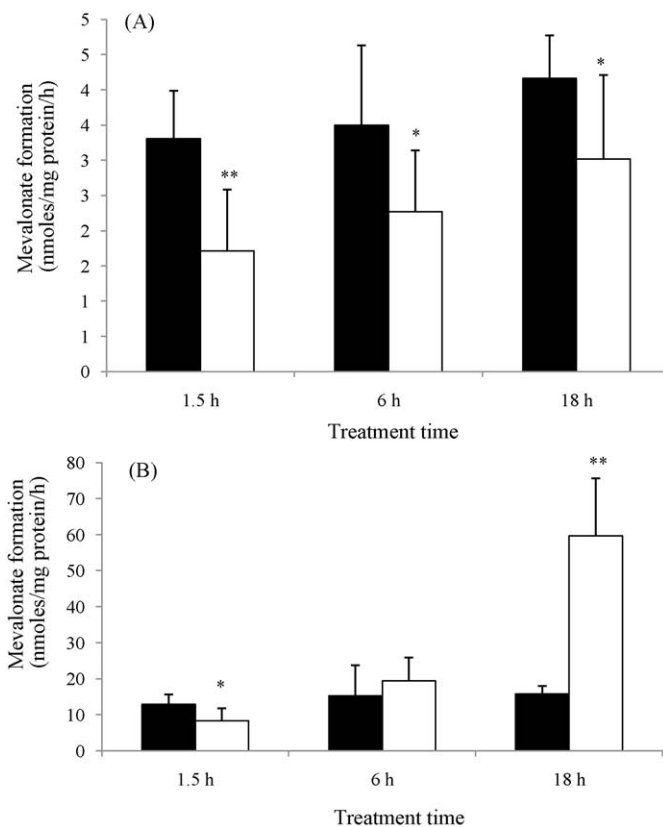 (A)
Mevalonate formation
(nmoles/mg protein/h)
5
5
4
4
3
3
2
2
1
1
0
**
*
*
1.5 h 6 h 18 h
Treatment time
(B)
Mevalonate formation
(nmoles/mg protein/h)
80
70
60
50
40
30
20
10
0
*
**
1.5 h 6 h 18 h
Treatment time